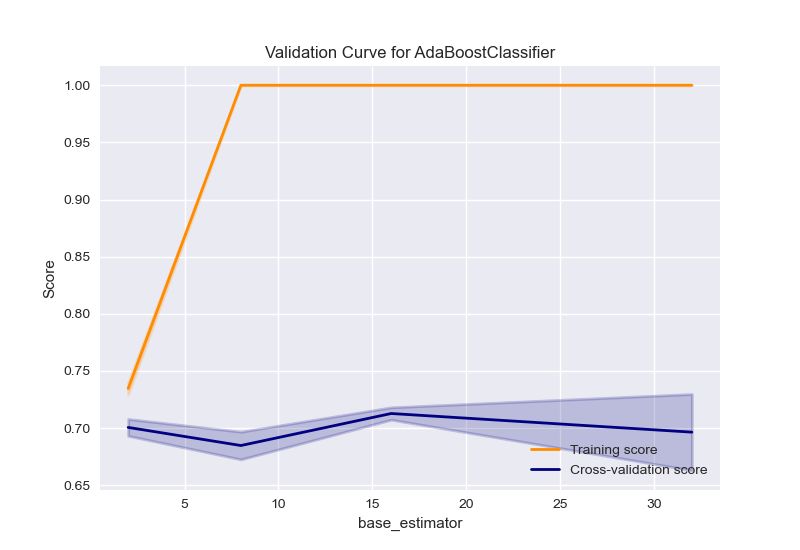 Validation Curve for AdaBoostClassifier
Score
1.00
0.95
0.90
0.85
0.80
0.75
0.70
0.65
Training score
Cross-validation score
5 10 15 20 25 30
base_estimator